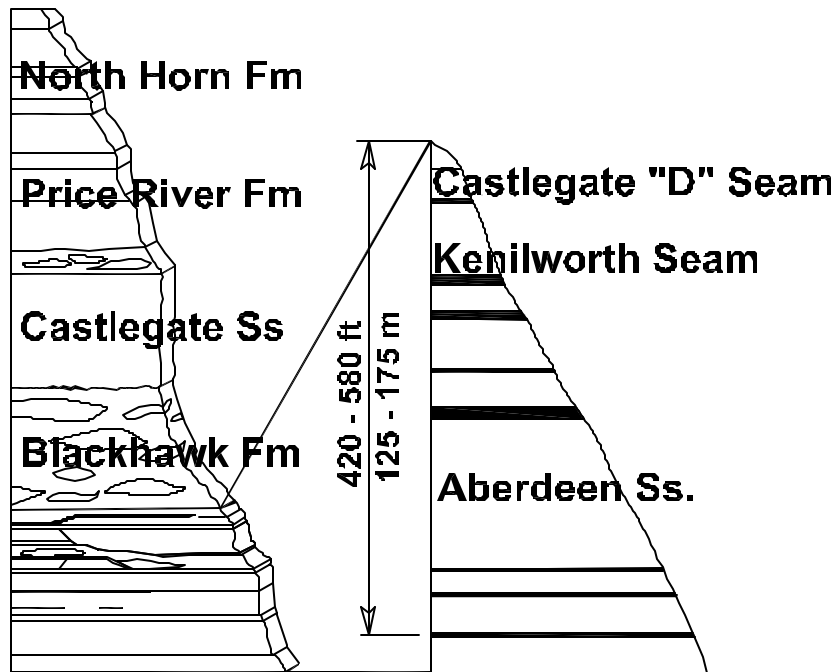 North Horn Fm
Price River Fm
Castlegate Ss
Blackhawk Fm
420 - 580 ft
125 - 175 m
Castlegate "D" Seam
Kenilworth Seam
Aberdeen Ss.